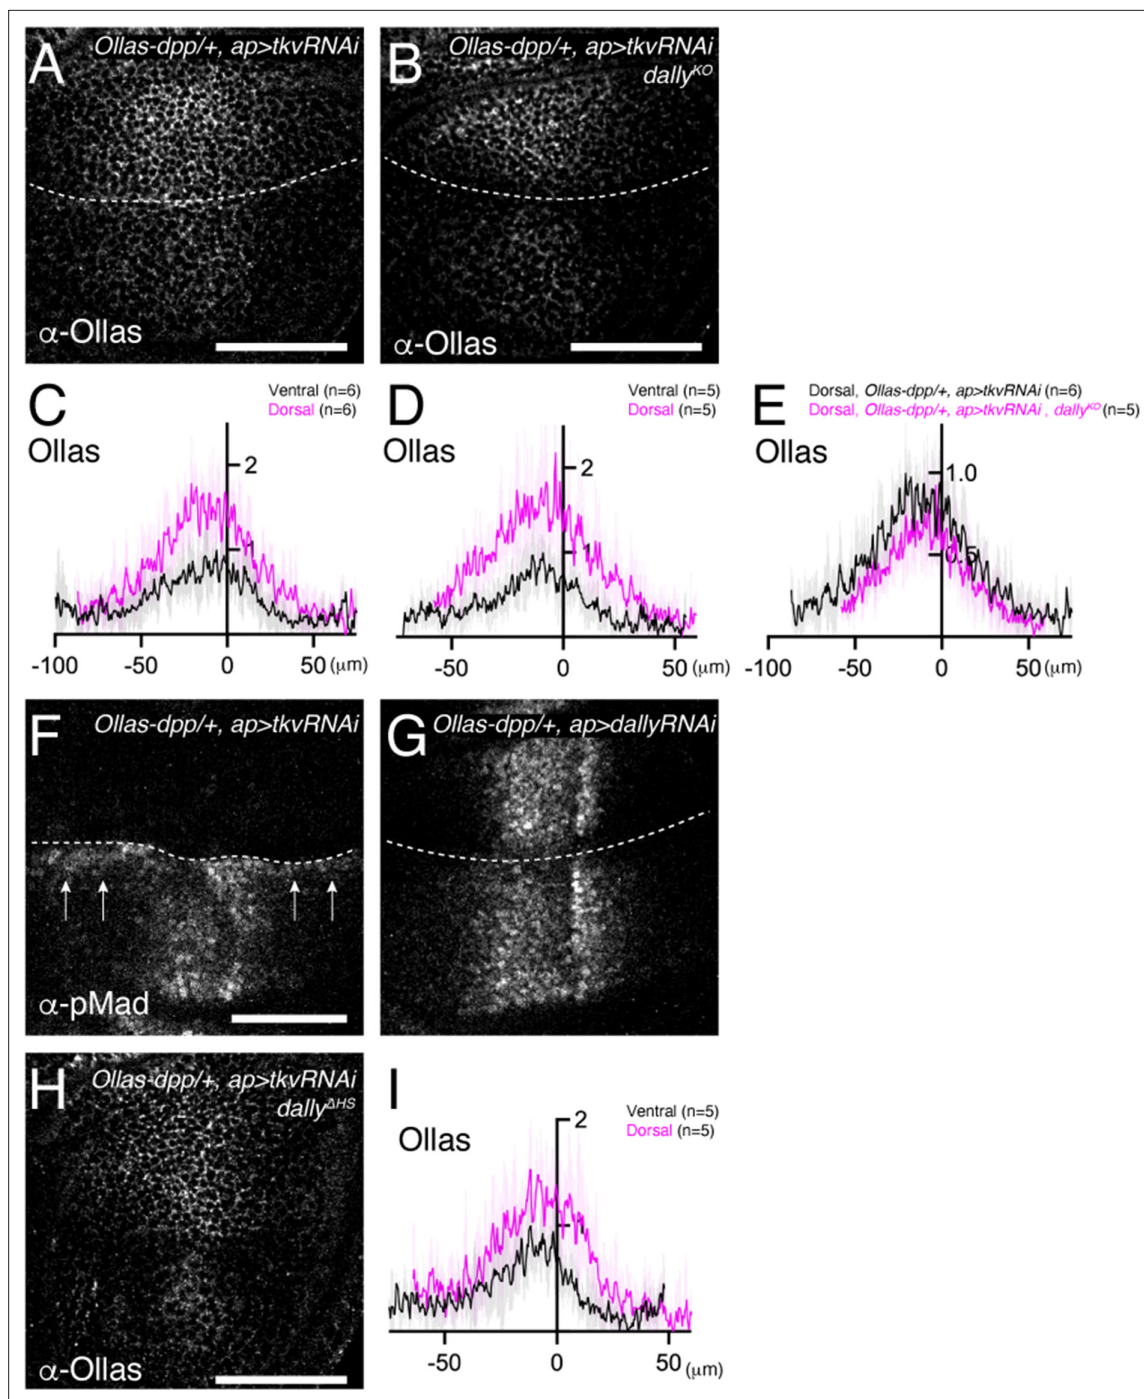 A
Ollas-dpp/+, ap>tkvRNAi
α-Ollas
B
Ollas-dpp/+, ap>tkvRNAi
dallyᴷᴼ
α-Ollas
C
Ventral (n=6)
Dorsal (n=6)
Ollas
2
1
-100 -50 0 50 (μm)
D
Ventral (n=5)
Dorsal (n=5)
Ollas
2
1
-50 0 50 (μm)
E
Dorsal, Ollas-dpp/+, ap>tkvRNAi (n=6)
Dorsal, Ollas-dpp/+, ap>tkvRNAi , dallyᴷᴼ (n=5)
Ollas
1.0
0.5
-100 -50 0 50 (μm)
F
Ollas-dpp/+, ap>tkvRNAi
α-pMad
G
Ollas-dpp/+, ap>dallyRNAi
H
Ollas-dpp/+, ap>tkvRNAi
dally^ΔHS
α-Ollas
I
Ventral (n=5)
Dorsal (n=5)
Ollas
2
-50 0 50 (μm)